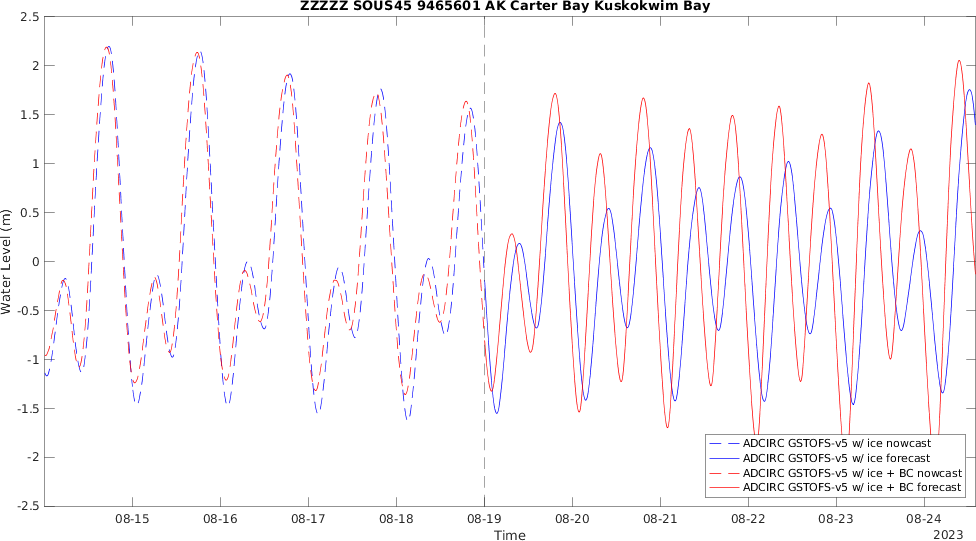 ZZZZZ SOUS45 9465601 AK Carter Bay Kuskokwim Bay
2.5
2
1.5
1
0.5
0
-0.5
-1
-1.5
-2
-2.5
Water Level (m)
ADCIRC GSTOFS-v5 w/ ice nowcast
ADCIRC GSTOFS-v5 w/ ice forecast
ADCIRC GSTOFS-v5 w/ ice + BC nowcast
ADCIRC GSTOFS-v5 w/ ice + BC forecast
08-15 08-16 08-17 08-18 08-19 08-20 08-21 08-22 08-23 08-24
Time
2023